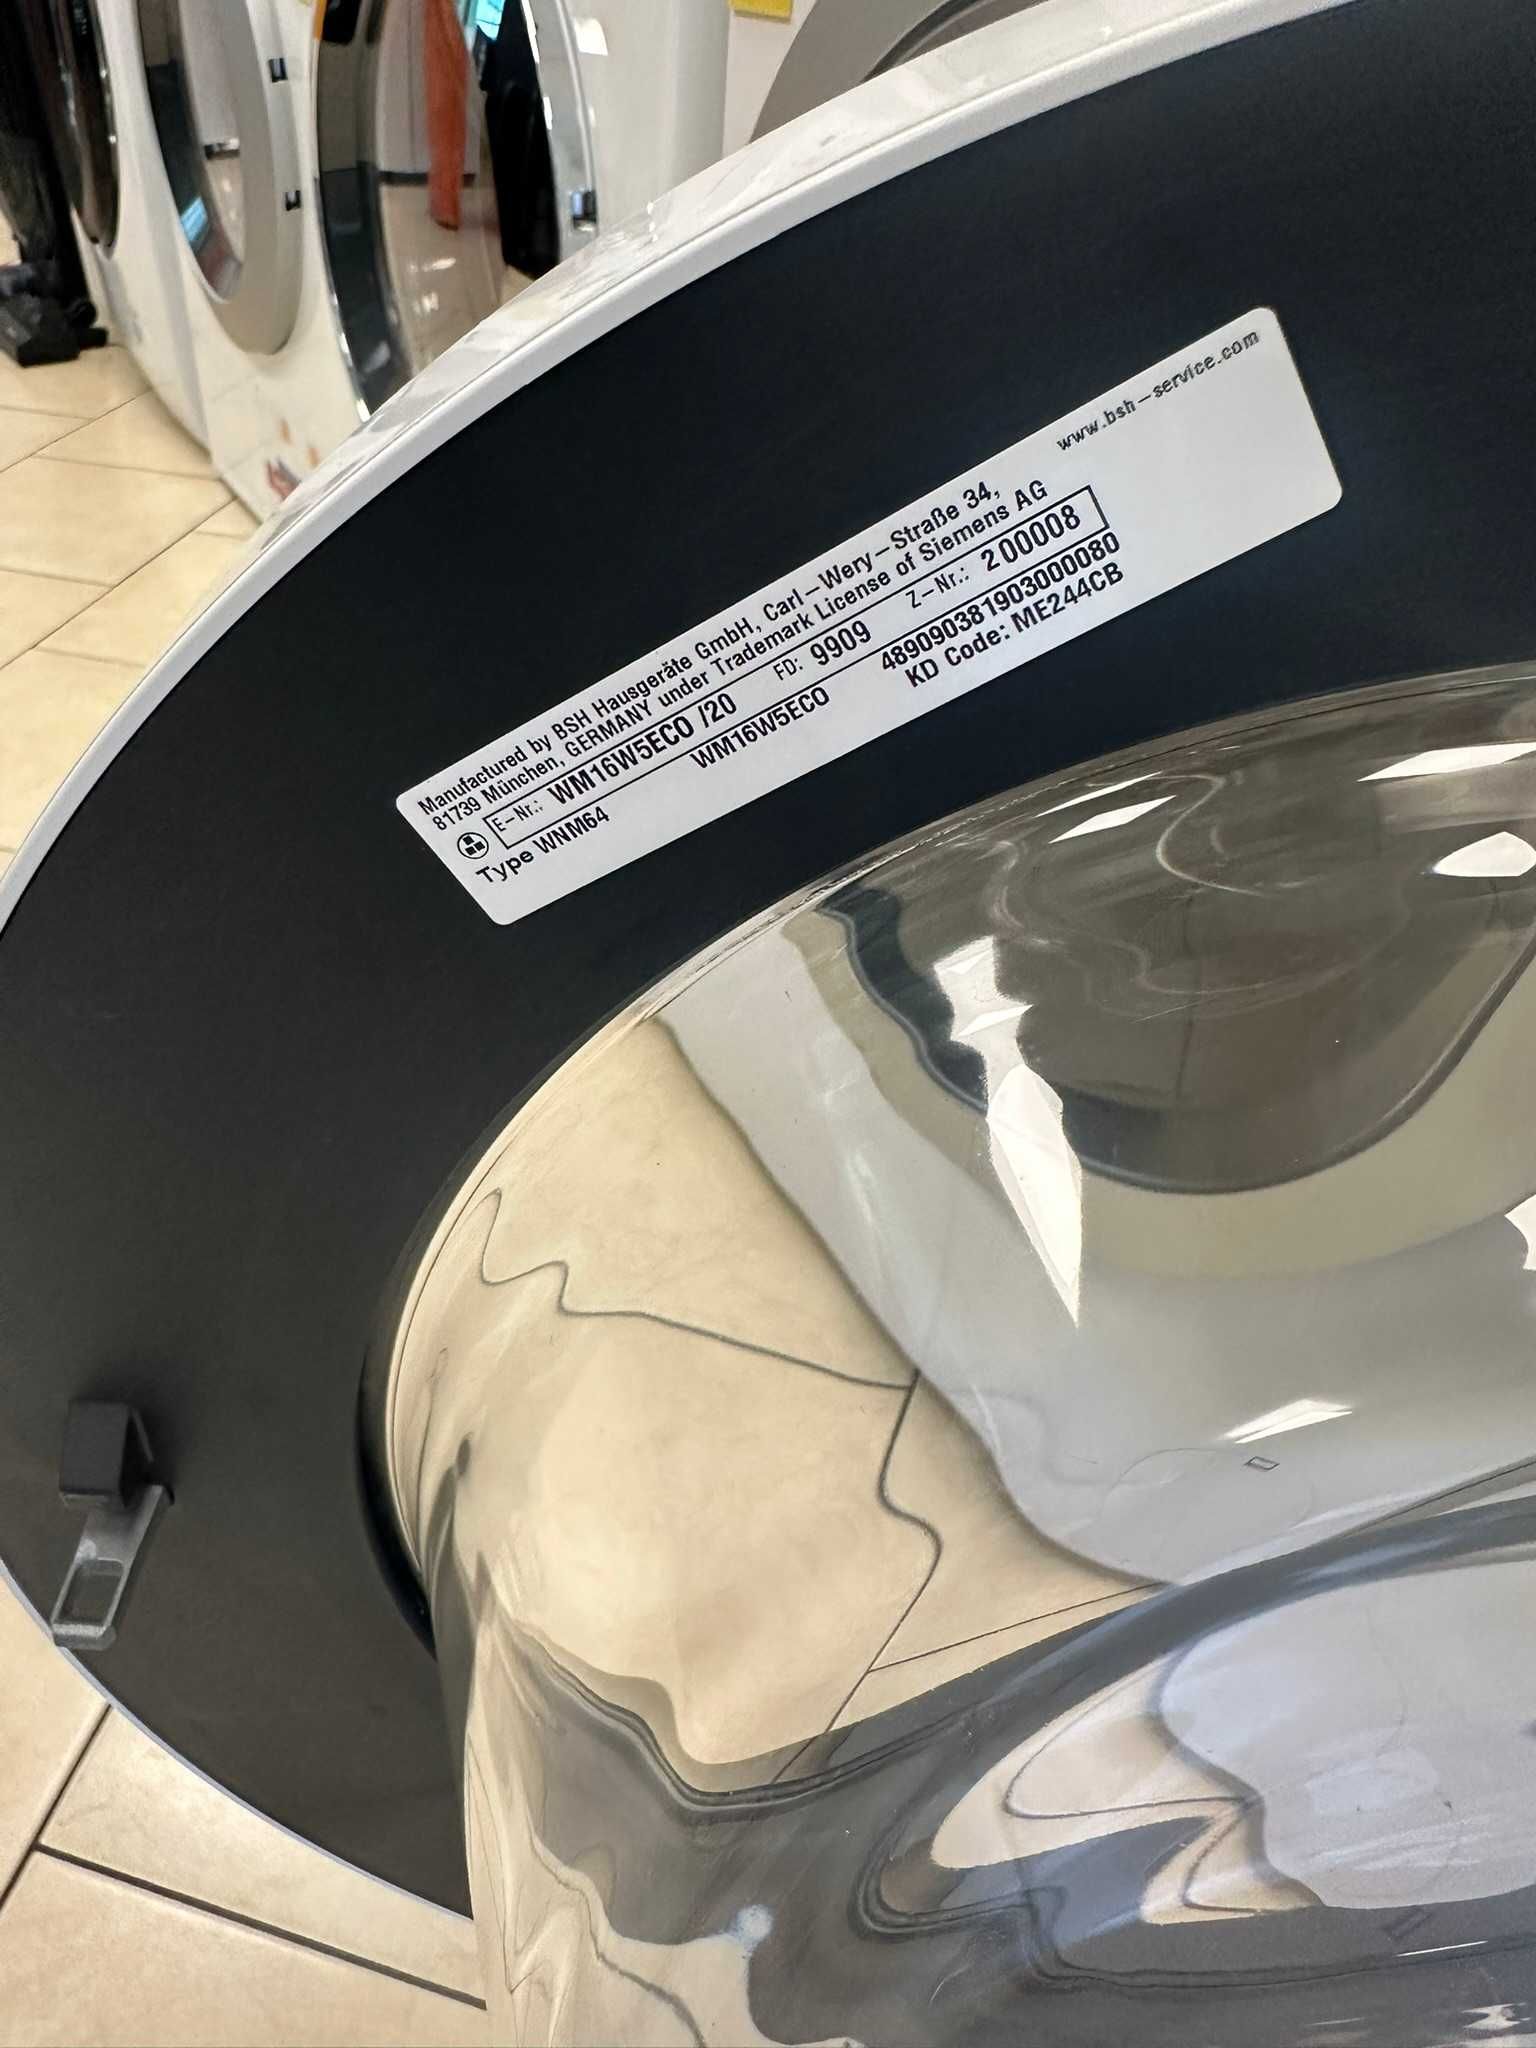 www.bsh-service.com
Manufactured by BSH Hausgeräte GmbH, Carl-Wery-Straße 34,
81739 München, GERMANY under Trademark License of Siemens AG
E-Nr.: WM16W5ECO /20 FD: 9909 Z-Nr.: 200008
Type WNM64 WM16W5ECO 489090381903000080
KD Code: ME244CB